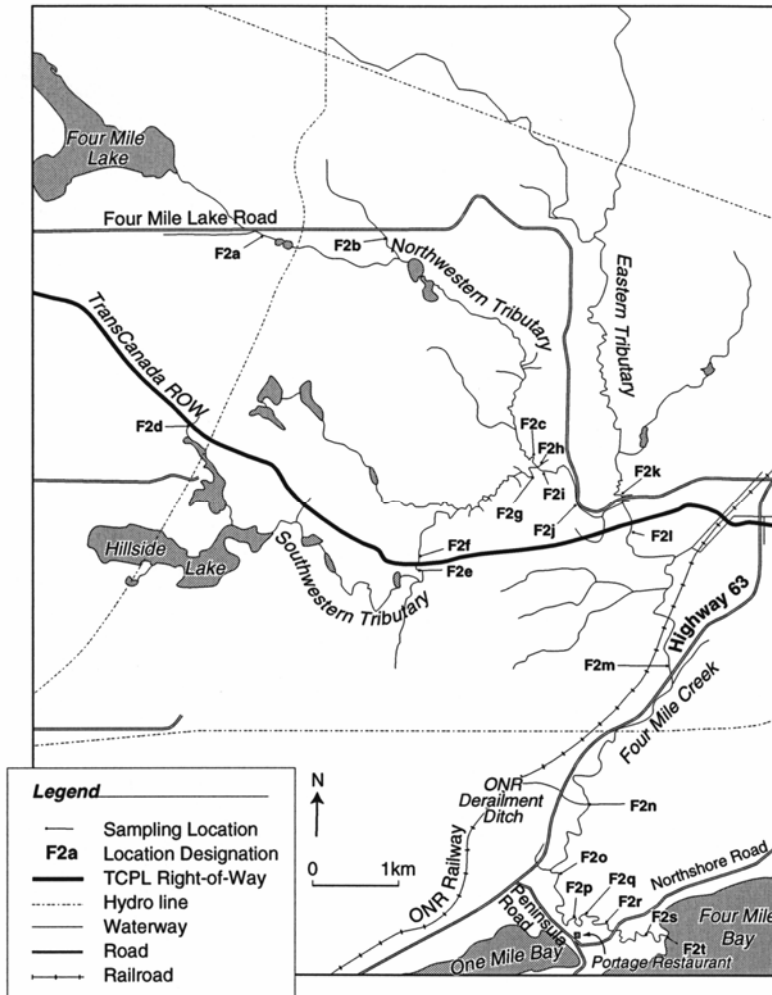 Four Mile
Lake
Four Mile Lake Road
F2a
F2b
Northwestern Tributary
Eastern Tributary
TransCanada ROW
F2d
F2c
F2h
F2k
F2i
F2g
F2j
F2l
F2f
F2e
Hillside
Lake
Southwestern Tributary
Highway 63
F2m
Four Mile Creek
Legend
Sampling Location
F2a Location Designation
TCPL Right-of-Way
Hydro line
Waterway
Road
Railroad
N
0 1km
ONR
Derailment
Ditch
F2n
ONR Railway
F2o
F2q
F2p
F2r
Northshore Road
Peninsula
Road
F2s
Four Mile
Bay
F2t
One Mile Bay
Portage Restaurant